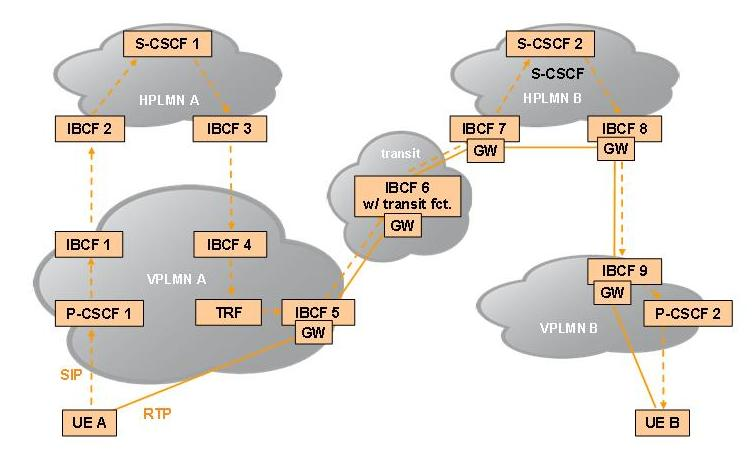 S-CSCF 1
S-CSCF 2
S-CSCF
HPLMN A
HPLMN B
IBCF 2
IBCF 3
IBCF 7
IBCF 8
GW
GW
transit
IBCF 6
w/ transit fct.
GW
IBCF 1
IBCF 4
VPLMN A
IBCF 9
GW
P-CSCF 1
TRF
IBCF 5
GW
P-CSCF 2
VPLMN B
SIP
RTP
UE A
UE B